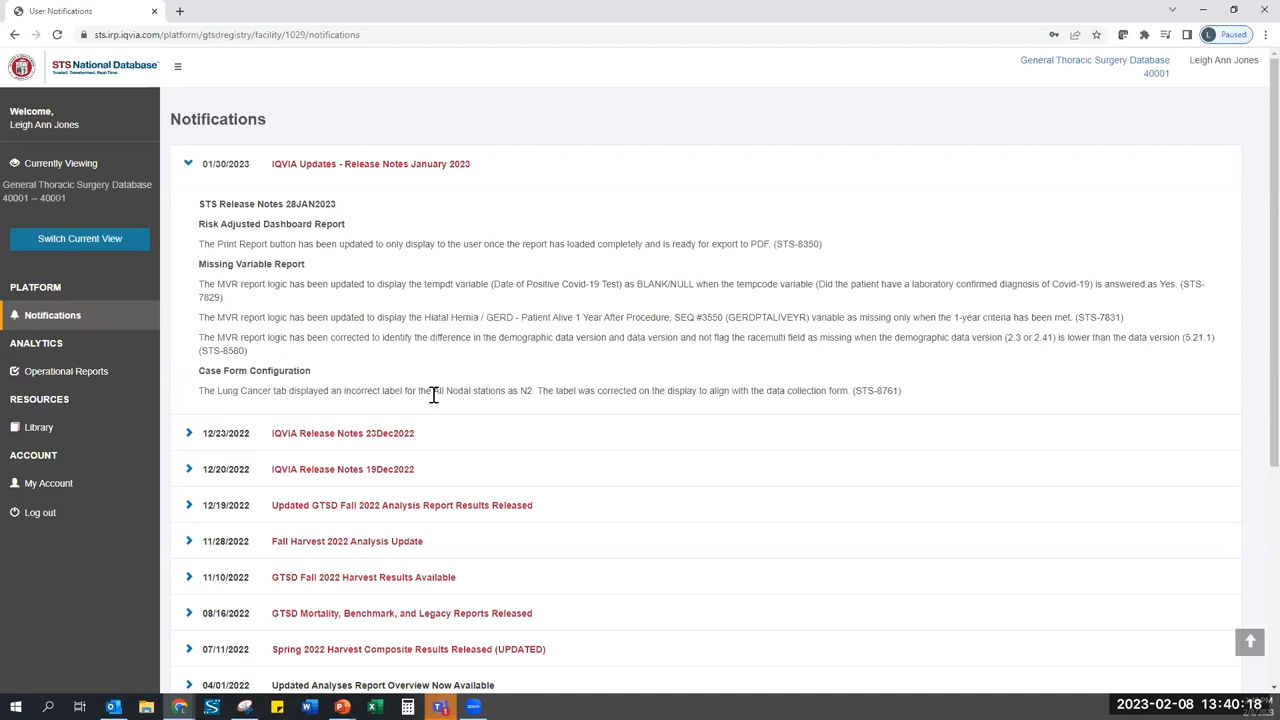 User Notifications
sts.irp.iqvia.com/platform/gtsdregistry/facility/1029/notifications
L Paused
STS National Database™
Trusted. Transformed. Real-Time.
General Thoracic Surgery Database
40001
Leigh Ann Jones
Welcome,
Leigh Ann Jones
Currently Viewing
General Thoracic Surgery Database
40001 -- 40001
Switch Current View
PLATFORM
Notifications
ANALYTICS
Operational Reports
RESOURCES
Library
ACCOUNT
My Account
Log out
Notifications
01/30/2023 IQVIA Updates - Release Notes January 2023
STS Release Notes 28JAN2023
Risk Adjusted Dashboard Report
The Print Report button has been updated to only display to the user once the report has loaded completely and is ready for export to PDF. (STS-8350)
Missing Variable Report
The MVR report logic has been updated to display the tempdt variable (Date of Positive Covid-19 Test) as BLANK/NULL when the tempcode variable (Did the patient have a laboratory confirmed diagnosis of Covid-19) is answered as Yes. (STS-
7829)
The MVR report logic has been updated to display the Hiatal Hernia / GERD - Patient Alive 1 Year After Procedure, SEQ #3550 (GERDPTALIVEYR) variable as missing only when the 1-year criteria has been met. (STS-7831)
The MVR report logic has been corrected to identify the difference in the demographic data version and data version and not flag the racemulti field as missing when the demographic data version (2.3 or 2.41) is lower than the data version (5.21.1)
(STS-8580)
Case Form Configuration
The Lung Cancer tab displayed an incorrect label for the All Nodal stations as N2. The label was corrected on the display to align with the data collection form. (STS-8761)
12/23/2022 IQVIA Release Notes 23Dec2022
12/20/2022 IQVIA Release Notes 19Dec2022
12/19/2022 Updated GTSD Fall 2022 Analysis Report Results Released
11/28/2022 Fall Harvest 2022 Analysis Update
11/10/2022 GTSD Fall 2022 Harvest Results Available
08/16/2022 GTSD Mortality, Benchmark, and Legacy Reports Released
07/11/2022 Spring 2022 Harvest Composite Results Released (UPDATED)
04/01/2022 Updated Analyses Report Overview Now Available
2023-02-08 13:40:18